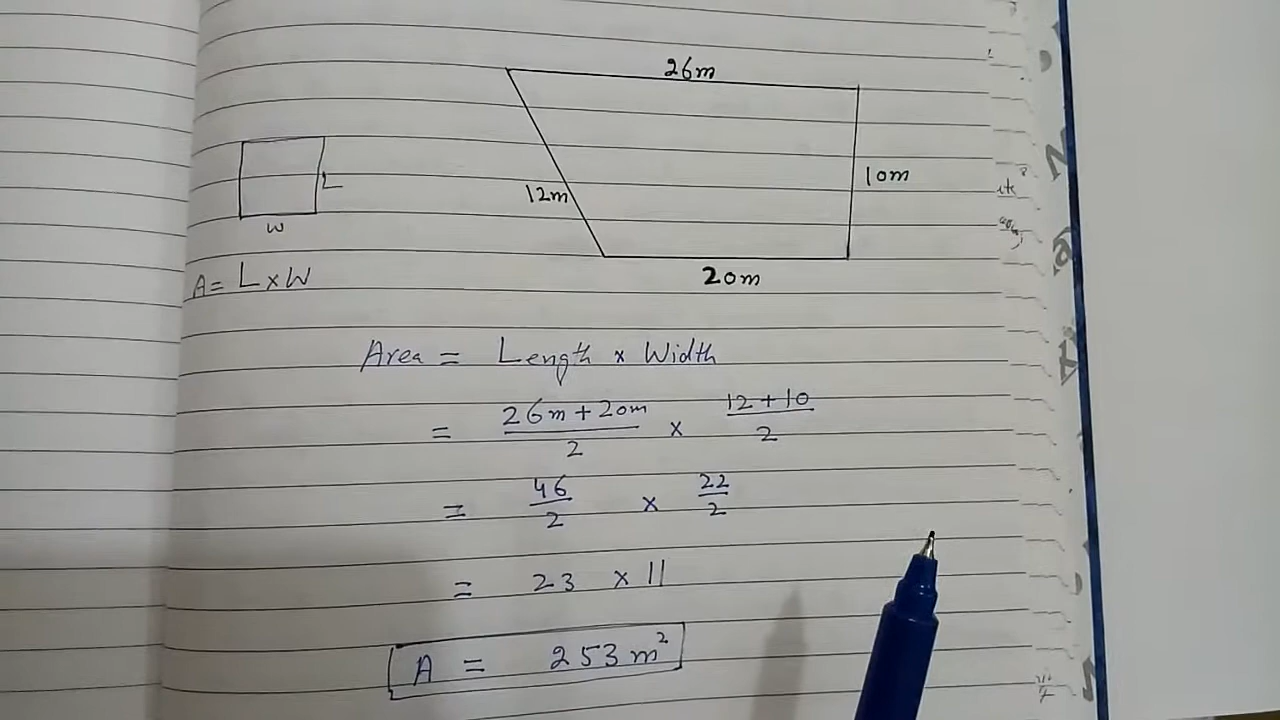 26m
10m
12m
20m
L
W
A = L x W
Area = Length x Width
= 26m + 20m / 2 x 12 + 10 / 2
= 46 / 2 x 22 / 2
= 23 x 11
A = 253 m²